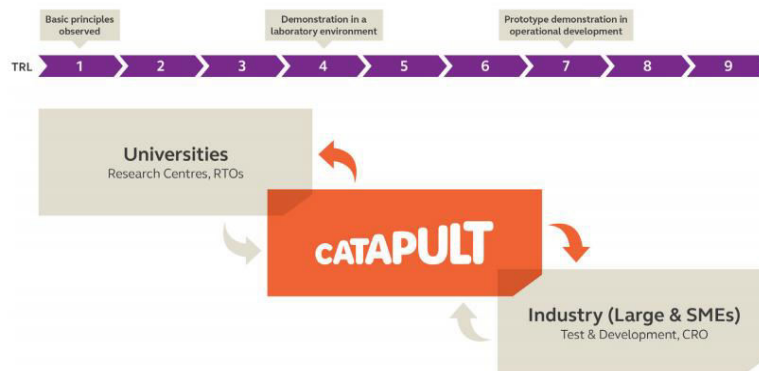 Basic principles
observed
Demonstration in a
laboratory environment
Prototype demonstration in
operational development
TRL 1 2 3 4 5 6 7 8 9
Universities
Research Centres, RTOs
CATAPULT
Industry (Large & SMEs)
Test & Development, CRO